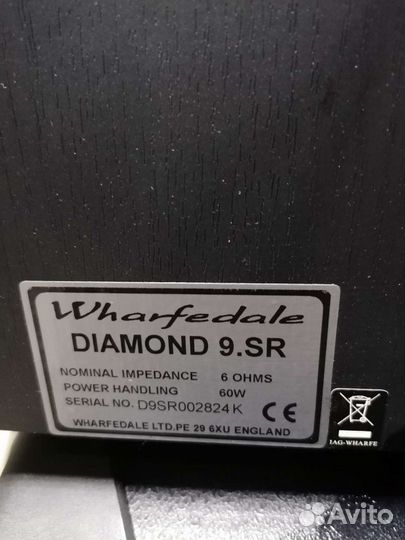 Wharfedale
DIAMOND 9.SR
NOMINAL IMPEDANCE 6 OHMS
POWER HANDLING 60W
SERIAL NO. D9SR002824K CE
WHARFEDALE LTD.PE 29 6XU ENGLAND
IAG-WHARFE
Avito